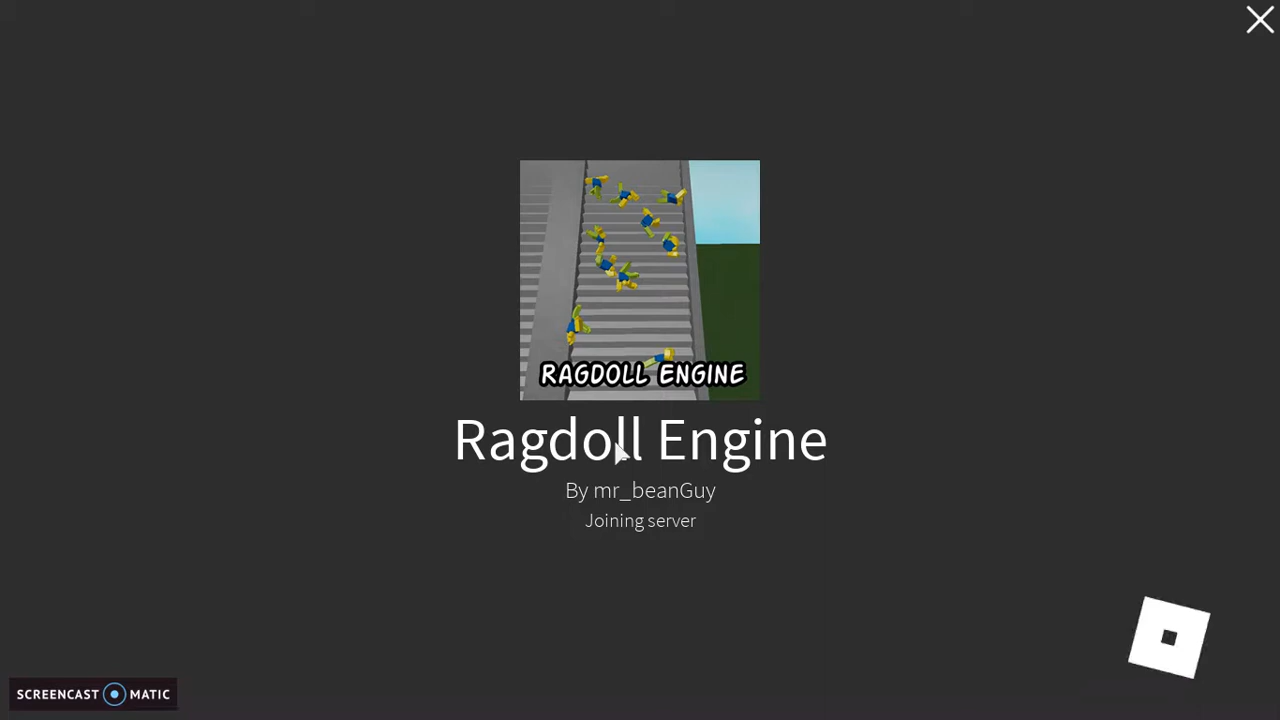 RAGDOLL ENGINE
Ragdoll Engine
By mr_beanGuy
Joining server
SCREENCAST MATIC